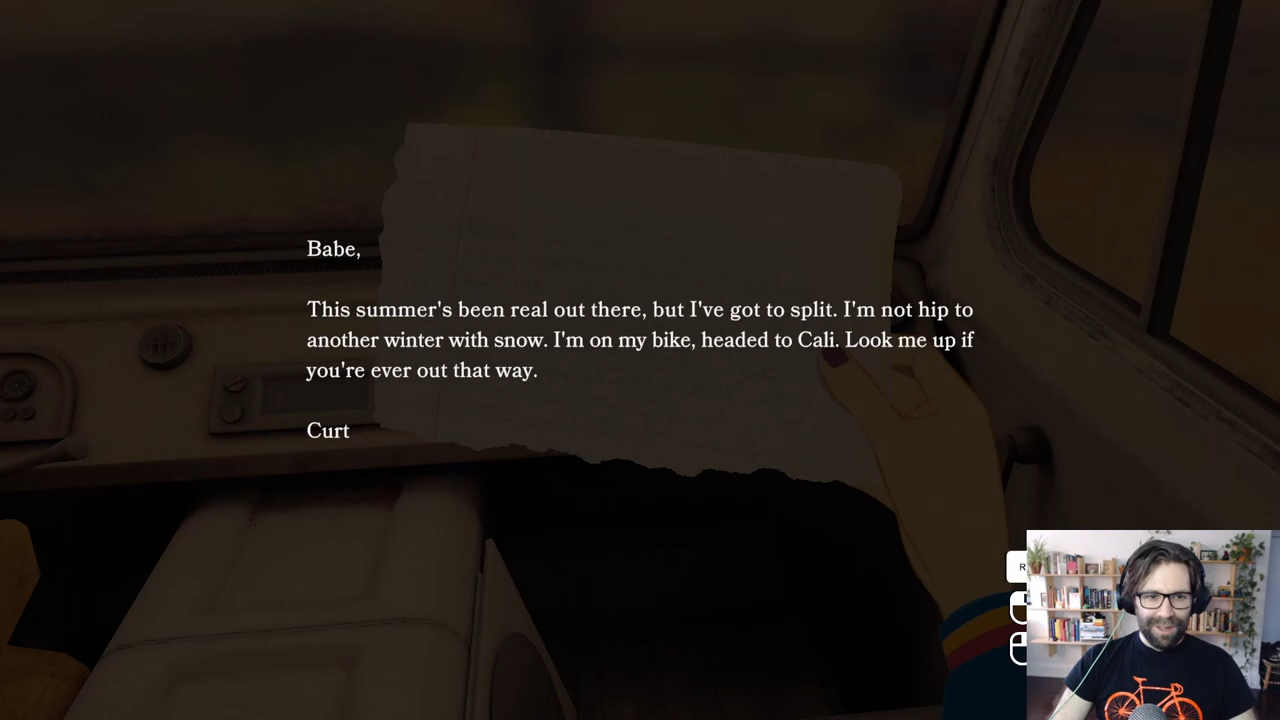 Babe,
This summer's been real out there, but I've got to split. I'm not hip to
another winter with snow. I'm on my bike, headed to Cali. Look me up if
you're ever out that way.
Curt
R